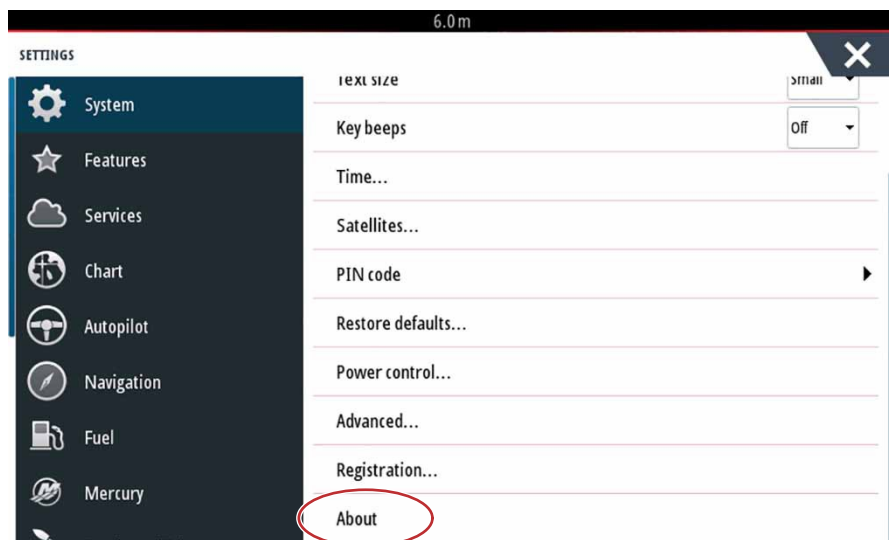 6.0 m
SETTINGS
System
Features
Services
Chart
Autopilot
Navigation
Fuel
Mercury
Text size
Small
Key beeps
Off
Time...
Satellites...
PIN code
Restore defaults...
Power control...
Advanced...
Registration...
About